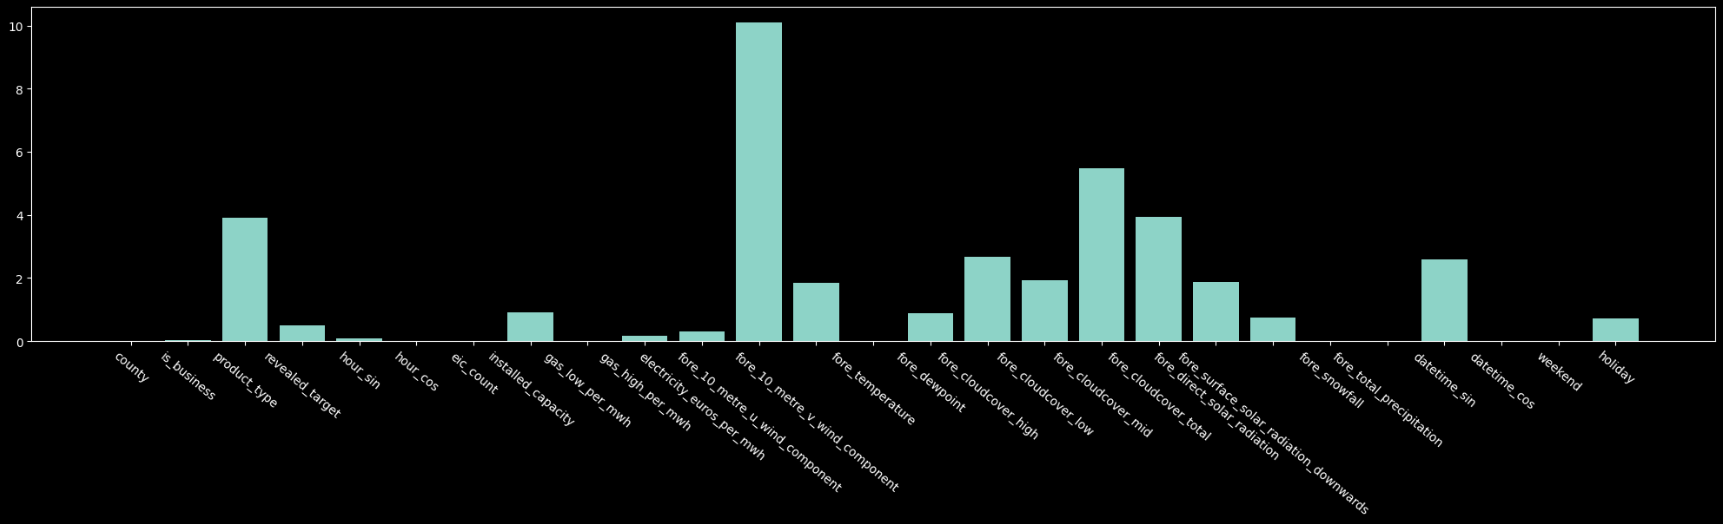 10
8
6
4
2
0
county
is_business
product_type
revealed_target
hour_sin
hour_cos
eic_count
installed_capacity
gas_low_per_mwh
gas_high_per_mwh
electricity_euros_per_mwh
fore_10_metre_u_wind_component
fore_10_metre_v_wind_component
fore_temperature
fore_dewpoint
fore_cloudcover_high
fore_cloudcover_low
fore_cloudcover_mid
fore_cloudcover_total
fore_direct_solar_radiation
fore_surface_solar_radiation_downwards
fore_snowfall
fore_total_precipitation
datetime_sin
datetime_cos
weekend
holiday